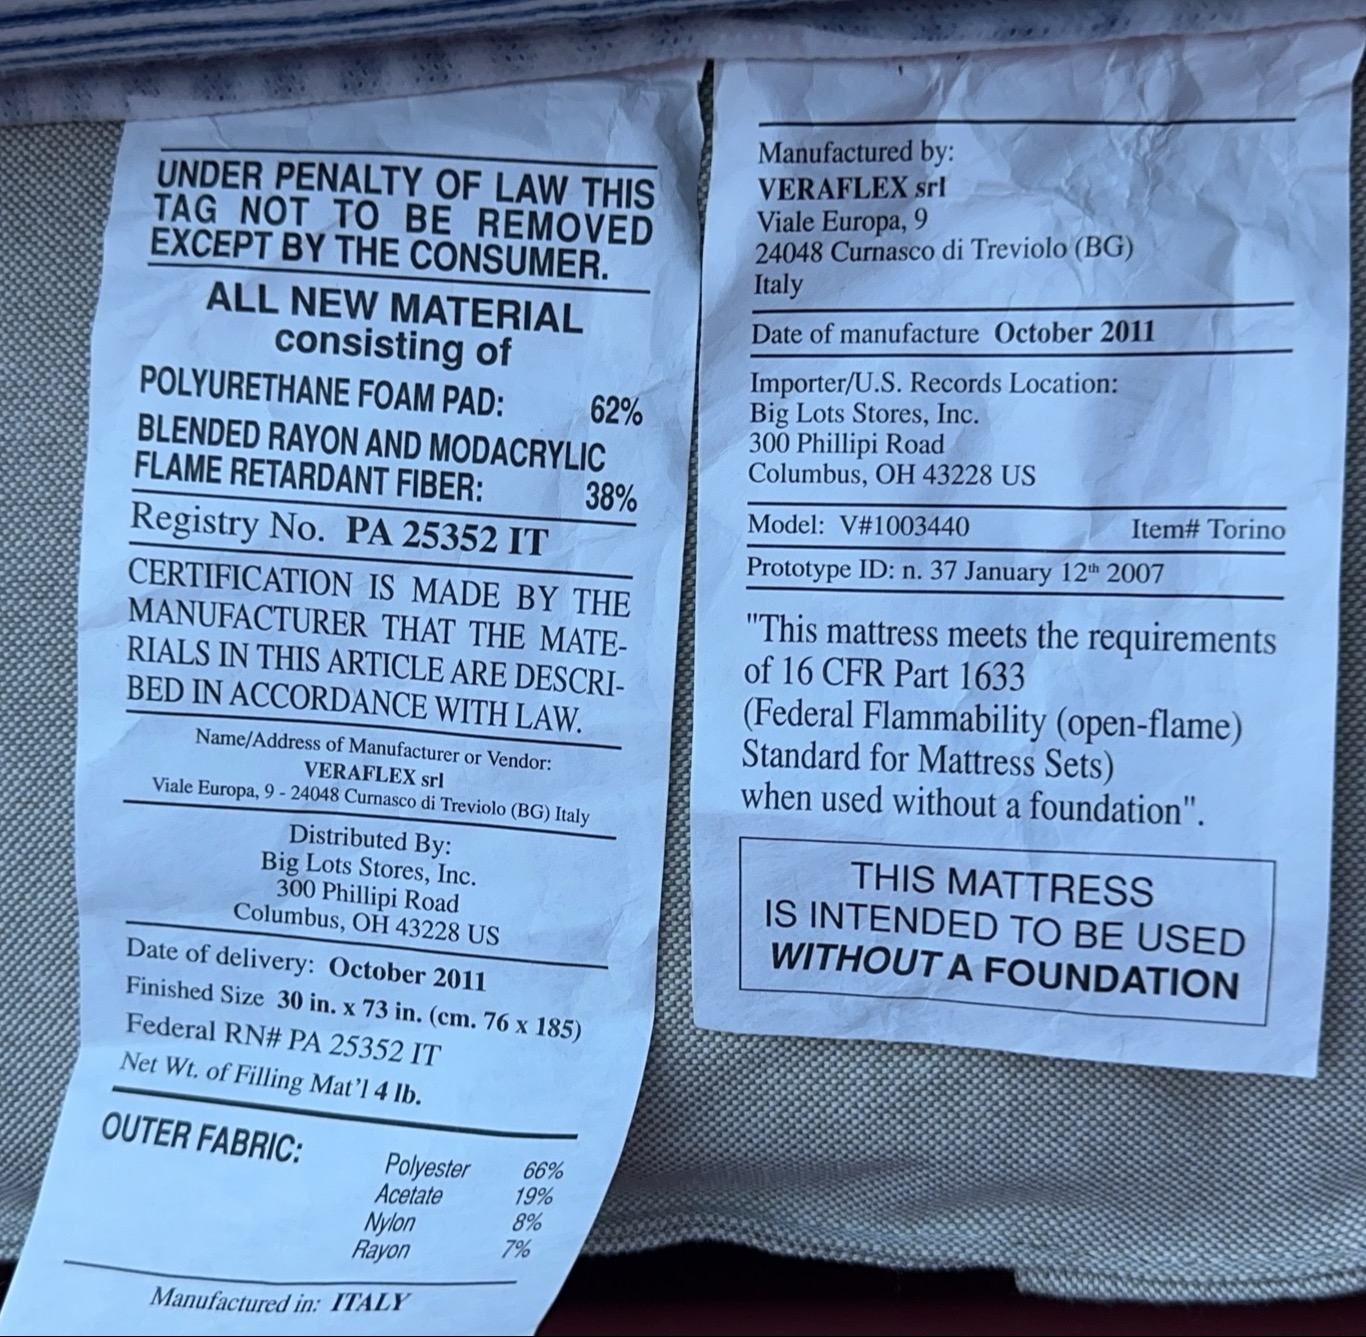 UNDER PENALTY OF LAW THIS
TAG NOT TO BE REMOVED
EXCEPT BY THE CONSUMER.
ALL NEW MATERIAL
consisting of
POLYURETHANE FOAM PAD: 62%
BLENDED RAYON AND MODACRYLIC
FLAME RETARDANT FIBER: 38%
Registry No. PA 25352 IT
CERTIFICATION IS MADE BY THE
MANUFACTURER THAT THE MATE-
RIALS IN THIS ARTICLE ARE DESCRI-
BED IN ACCORDANCE WITH LAW.
Name/Address of Manufacturer or Vendor:
VERAFLEX srl
Viale Europa, 9 - 24048 Curnasco di Treviolo (BG) Italy
Distributed By:
Big Lots Stores, Inc.
300 Phillipi Road
Columbus, OH 43228 US
Date of delivery: October 2011
Finished Size 30 in. x 73 in. (cm. 76 x 185)
Federal RN# PA 25352 IT
Net Wt. of Filling Mat'l 4 lb.
OUTER FABRIC:
Polyester 66%
Acetate 19%
Nylon 8%
Rayon 7%
Manufactured in: ITALY
Manufactured by:
VERAFLEX srl
Viale Europa, 9
24048 Curnasco di Treviolo (BG)
Italy
Date of manufacture October 2011
Importer/U.S. Records Location:
Big Lots Stores, Inc.
300 Phillipi Road
Columbus, OH 43228 US
Model: V#1003440 Item# Torino
Prototype ID: n. 37 January 12th 2007
"This mattress meets the requirements
of 16 CFR Part 1633
(Federal Flammability (open-flame)
Standard for Mattress Sets)
when used without a foundation".
THIS MATTRESS
IS INTENDED TO BE USED
WITHOUT A FOUNDATION